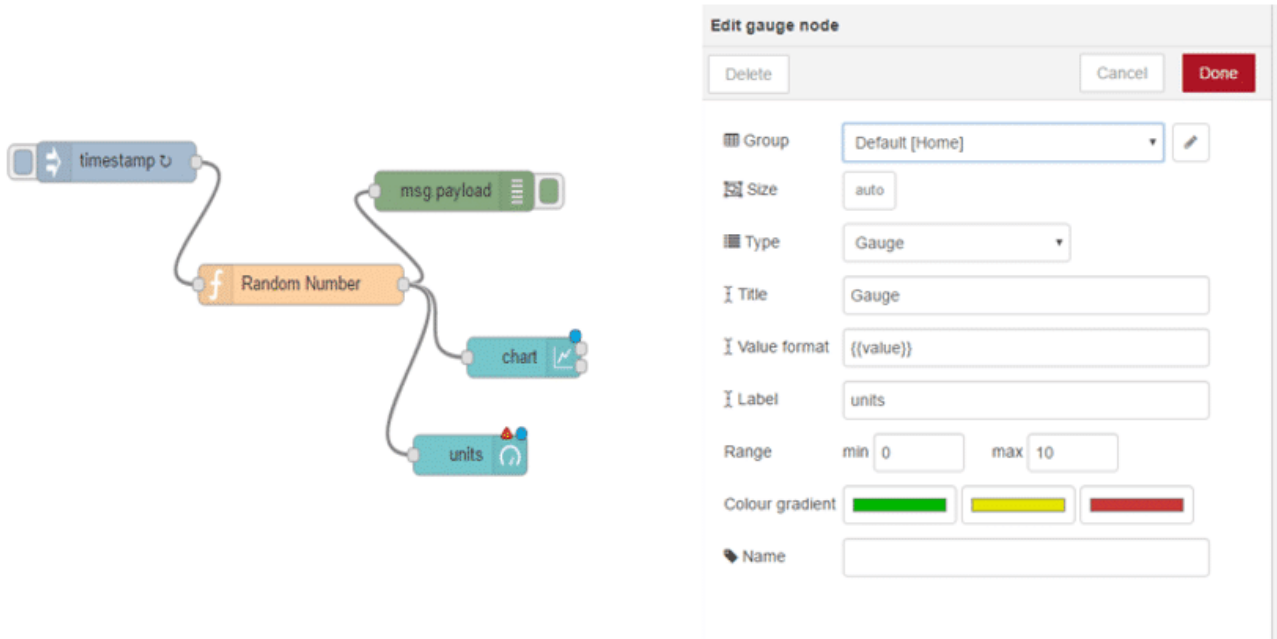 timestamp ↻
msg.payload
Random Number
chart
units
Edit gauge node
Delete
Cancel
Done
Group
Default [Home]
Size
auto
Type
Gauge
Title
Gauge
Value format
{{value}}
Label
units
Range
min
0
max
10
Colour gradient
Name